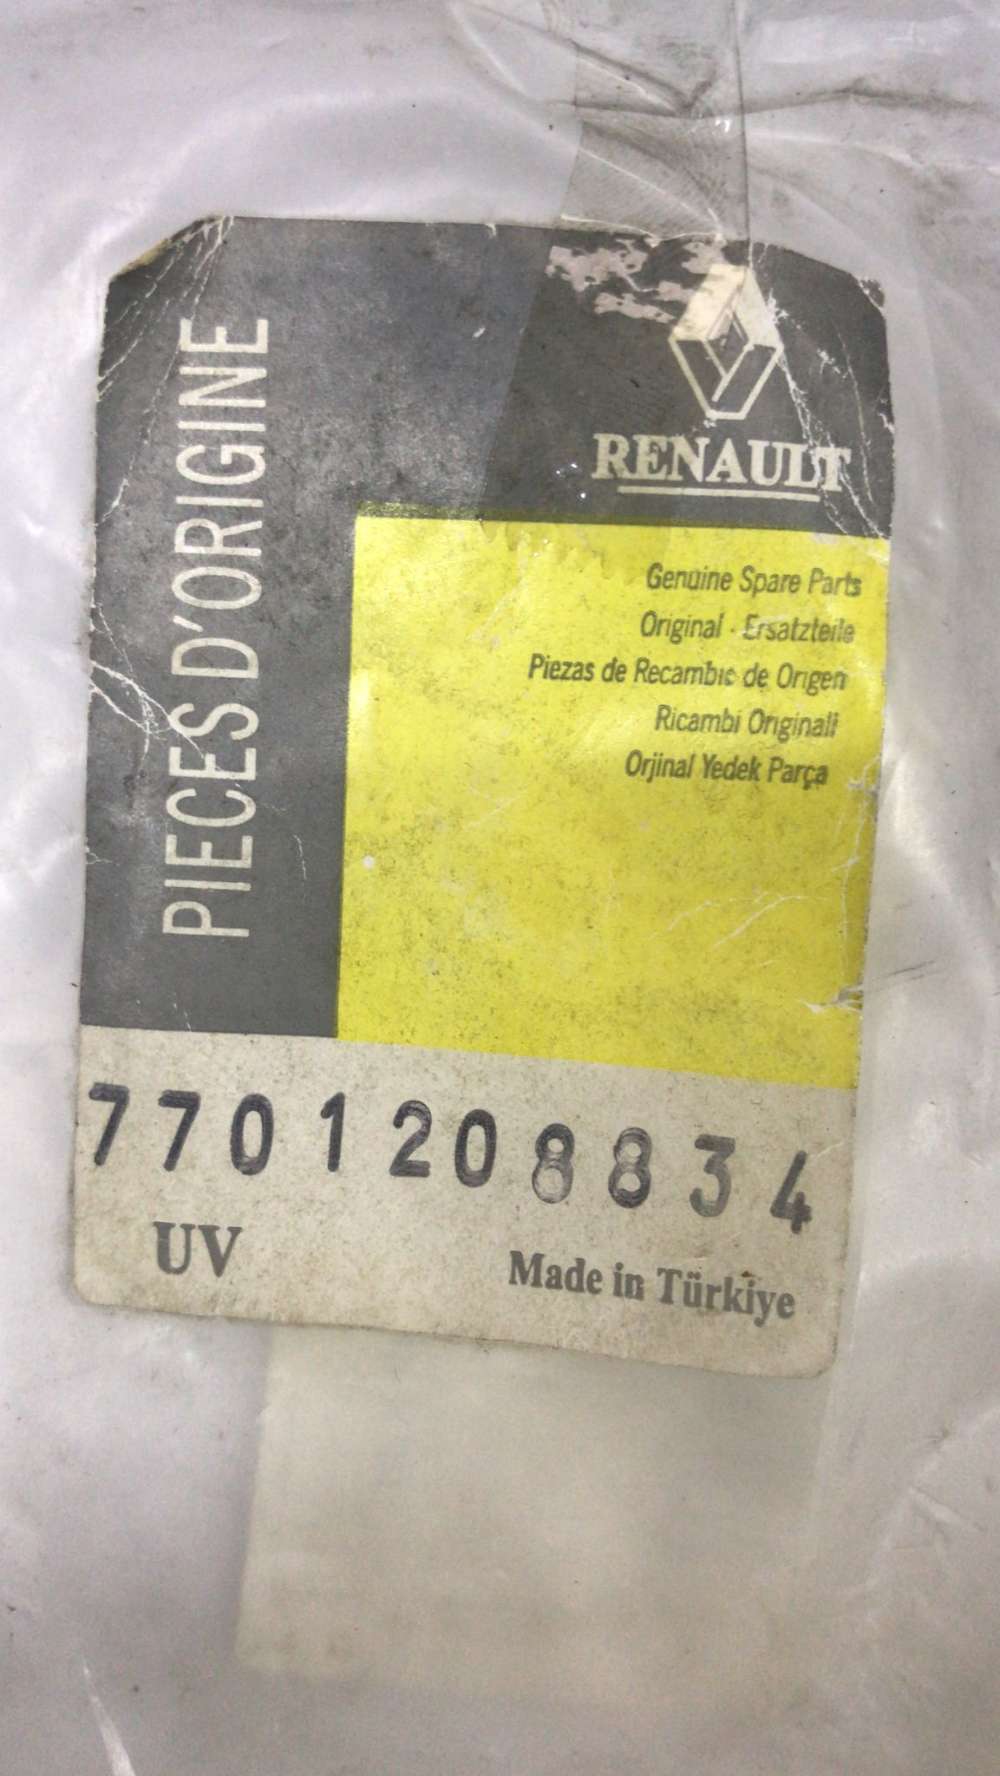 PIECES D'ORIGINE
RENAULT
Genuine Spare Parts
Original - Ersatzteile
Piezas de Recambio de Origen
Ricambi Originali
Orjinal Yedek Parça
7701208834
UV
Made in Türkiye